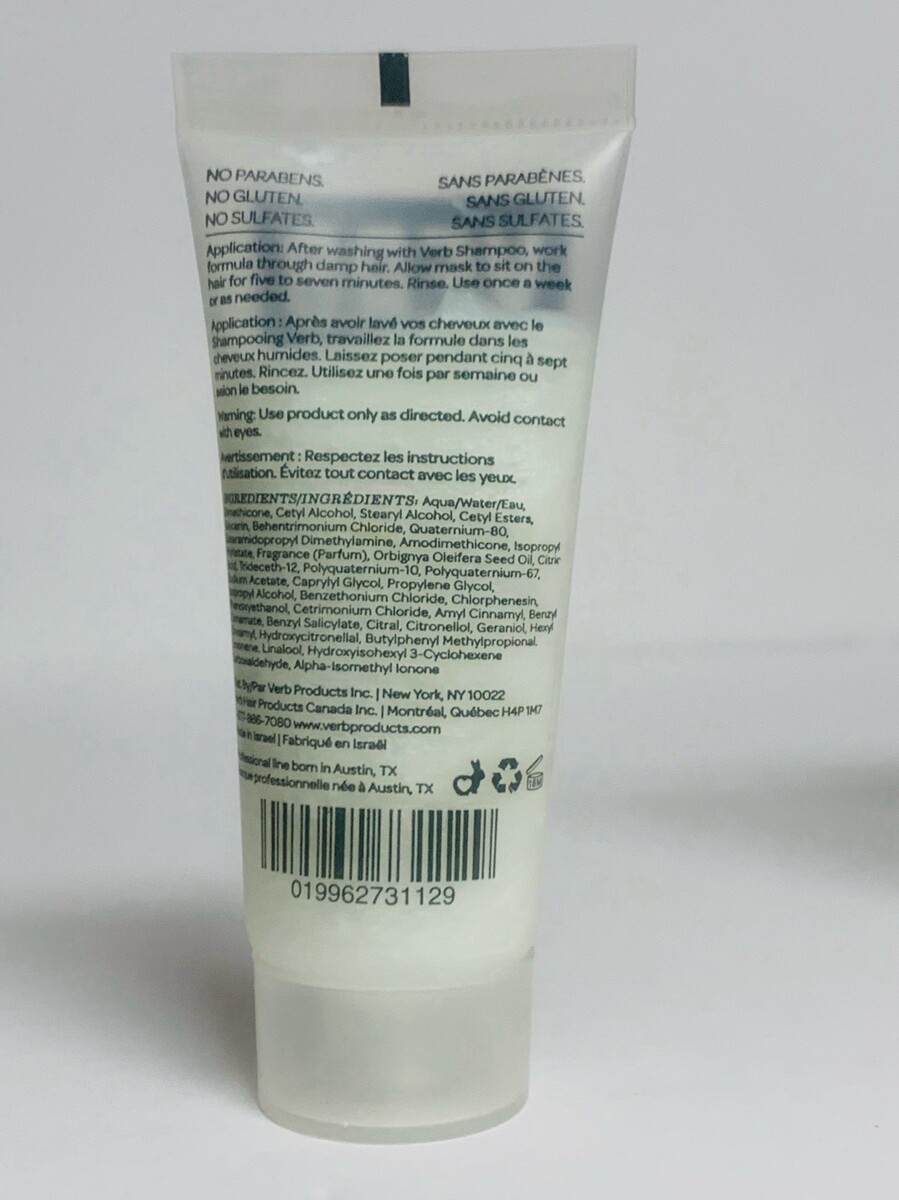 NO PARABENS.
NO GLUTEN.
NO SULFATES.
SANS PARABÈNES.
SANS GLUTEN.
SANS SULFATES.
Application: After washing with Verb Shampoo, work
formula through damp hair. Allow mask to sit on the
hair for five to seven minutes. Rinse. Use once a week
or as needed.
Application : Après avoir lavé vos cheveux avec le
Shampooing Verb, travaillez la formule dans les
cheveux humides. Laissez poser pendant cinq à sept
minutes. Rincez. Utilisez une fois par semaine ou
le besoin.
Warning: Use product only as directed. Avoid contact
with eyes.
Avertissement : Respectez les instructions
d'utilisation. Évitez tout contact avec les yeux.
INGREDIENTS/INGRÉDIENTS: Aqua/Water/Eau,
Cetyl Alcohol, Stearyl Alcohol, Cetyl Esters,
Behentrimonium Chloride, Quaternium-80,
Dimethylamine, Amodimethicone, Isopropyl
Fragrance (Parfum), Orbignya Oleifera Seed Oil, Citric
Trideceth-12, Polyquaternium-10, Polyquaternium-67,
Acetate, Caprylyl Glycol, Propylene Glycol,
Alcohol, Benzethonium Chloride, Chlorphenesin,
Phenoxyethanol, Cetrimonium Chloride, Amyl Cinnamyl, Benzyl
Benzyl Salicylate, Citral, Citronellol, Geraniol, Hexyl
Hydroxycitronellal, Butylphenyl Methylpropional.
Linalool, Hydroxyisohexyl 3-Cyclohexene
Alpha-Isomethyl Ionone
By/Par Verb Products Inc. | New York, NY 10022
Hair Products Canada Inc. | Montréal, Québec H4P 1M7
-7080 www.verbproducts.com
in Israel | Fabriqué en Israël
line born in Austin, TX
professionnelle née à Austin, TX
18M
019962731129